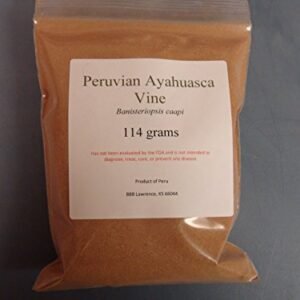 Peruvian Ayahuasca
Vine
Banisteriopsis caapi
114 grams
Has not been evaluated by the FDA and is not intended to
diagnose, treat, cure, or prevent any disease.
Product of Peru
BBB Lawrence, KS 66044